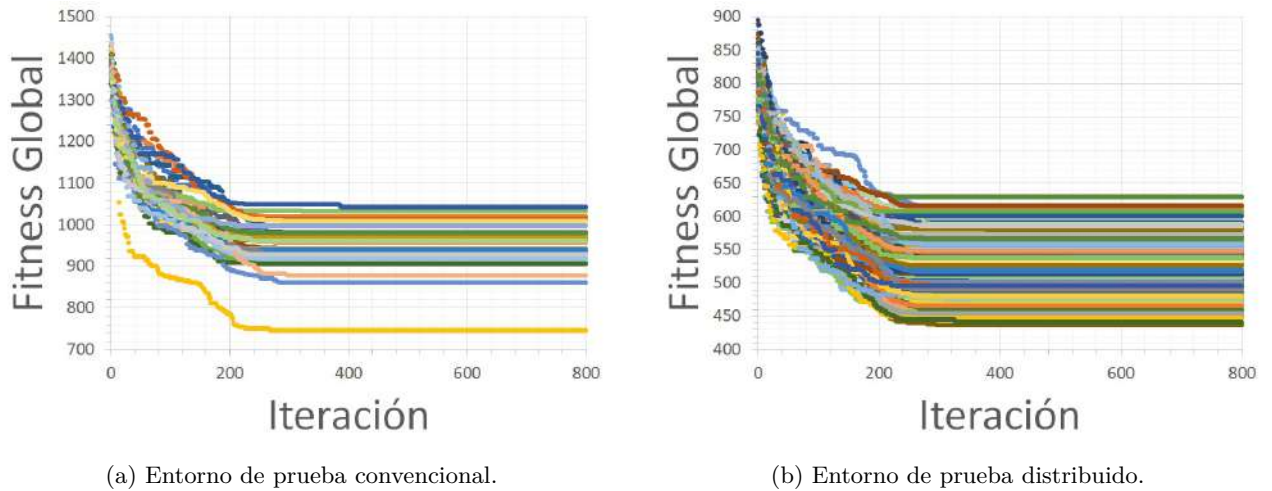 1500
1400
1300
1200
1100
1000
900
800
700
Fitness Global
0 200 400 600 800
Iteración
(a) Entorno de prueba convencional.
900
850
800
750
700
650
600
550
500
450
400
Fitness Global
0 200 400 600 800
Iteración
(b) Entorno de prueba distribuido.